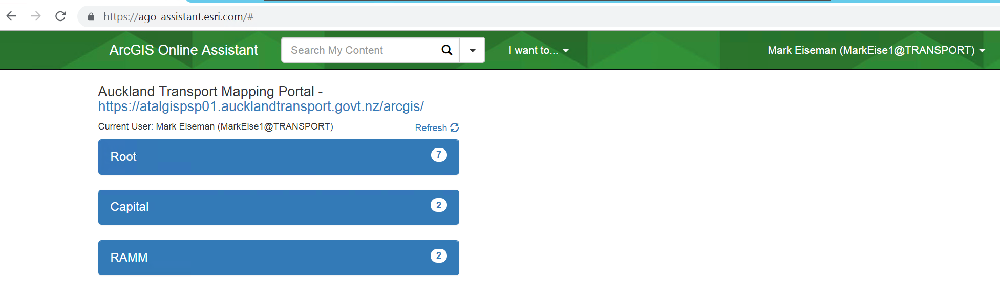 https://ago-assistant.esri.com/#
ArcGIS Online Assistant
Search My Content
I want to...
Mark Eiseman (MarkEise1@TRANSPORT)
Auckland Transport Mapping Portal -
https://atalgispsp01.aucklandtransport.govt.nz/arcgis/
Current User: Mark Eiseman (MarkEise1@TRANSPORT)
Refresh
Root
7
Capital
2
RAMM
2